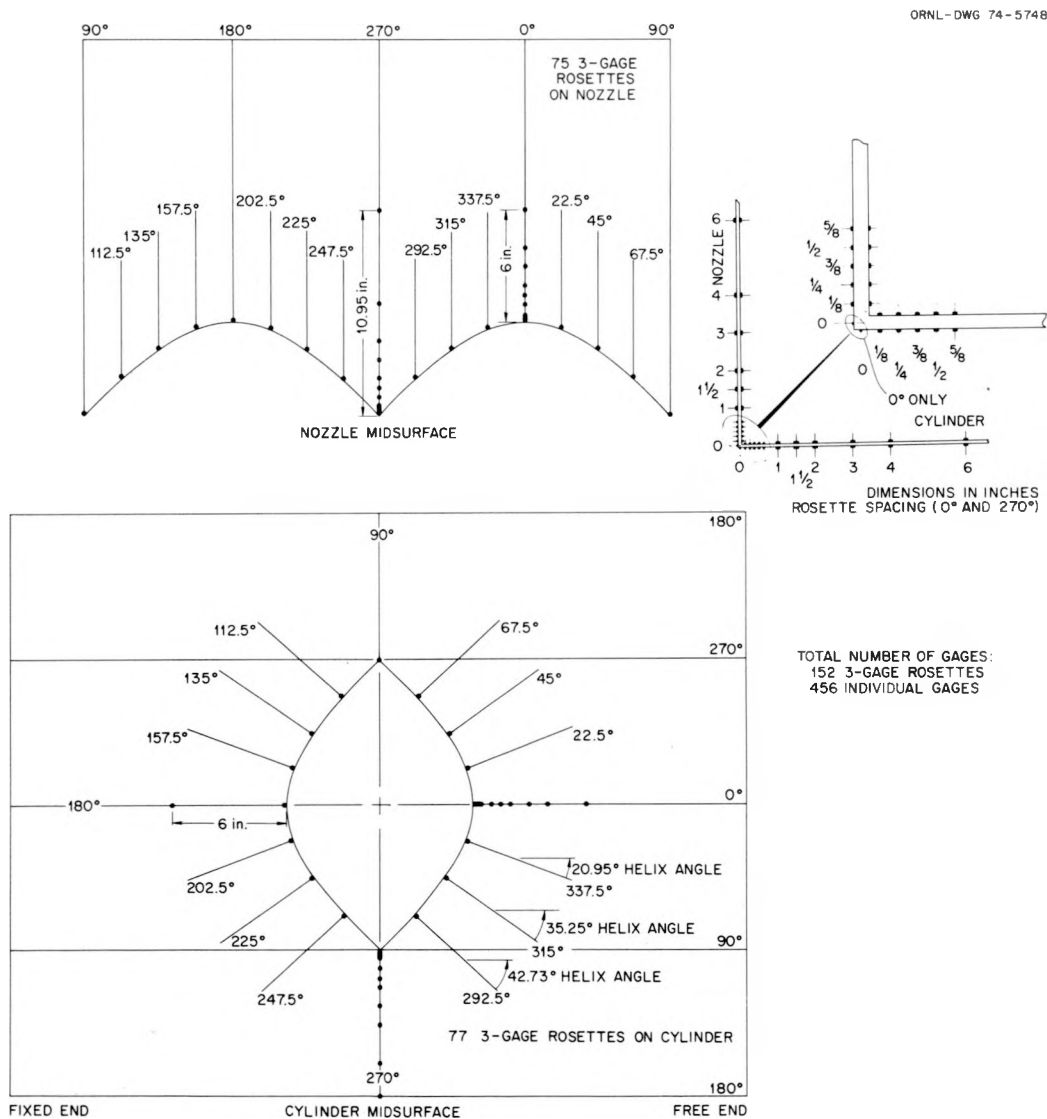 ORNL-DWG 74-5748
90° 180° 270° 0° 90°
75 3-GAGE
ROSETTES
ON NOZZLE
202.5° 337.5° 22.5°
157.5° 225° 315° 45°
135° 247.5° 292.5° 67.5°
112.5°
10.95 in.
6 in.
NOZZLE MIDSURFACE
NOZZLE
6
4
3
2
1 1/2
1
0
5/8
1/2
3/8
1/4
1/8
0
1/8 3/8 5/8
1/4 1/2
0
0° ONLY
CYLINDER
0 1 2 3 4 6
1 1/2
DIMENSIONS IN INCHES
ROSETTE SPACING (0° AND 270°)
180°
90°
112.5° 67.5°
270°
135° 45°
157.5° 22.5°
180° 0°
6 in.
20.95° HELIX ANGLE
202.5° 337.5°
35.25° HELIX ANGLE
225° 315° 90°
42.73° HELIX ANGLE
247.5° 292.5°
77 3-GAGE ROSETTES ON CYLINDER
270° 180°
FIXED END CYLINDER MIDSURFACE FREE END
TOTAL NUMBER OF GAGES:
152 3-GAGE ROSETTES
456 INDIVIDUAL GAGES